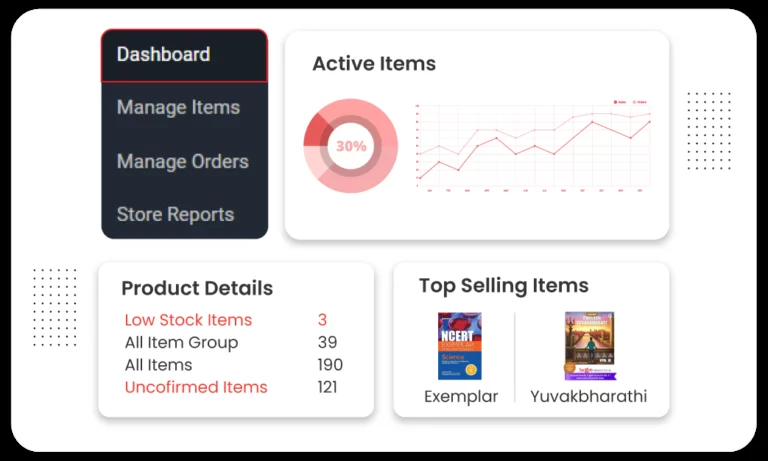 Dashboard
Manage Items
Manage Orders
Store Reports
Active Items
30%
Product Details
Low Stock Items 3
All Item Group 39
All Items 190
Uncofirmed Items 121
Top Selling Items
NCERT
EXEMPLAR
Science
Exemplar
Yuvakbharathi